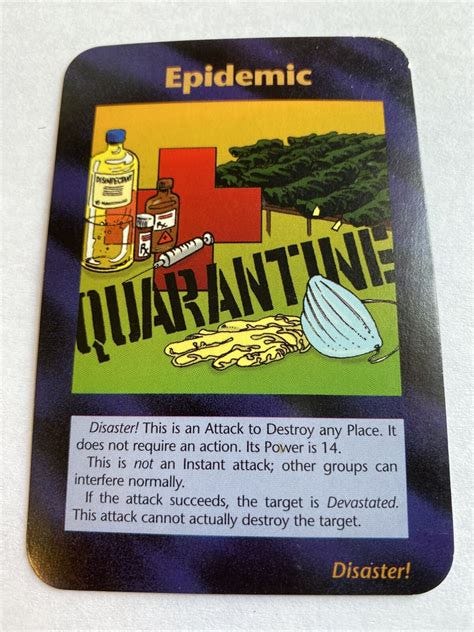 Epidemic
DISINFECTANT
Rx
Rx
QUARANTINE
Disaster! This is an Attack to Destroy any Place. It
does not require an action. Its Power is 14.
This is not an Instant attack; other groups can
interfere normally.
If the attack succeeds, the target is Devastated.
This attack cannot actually destroy the target.
Disaster!